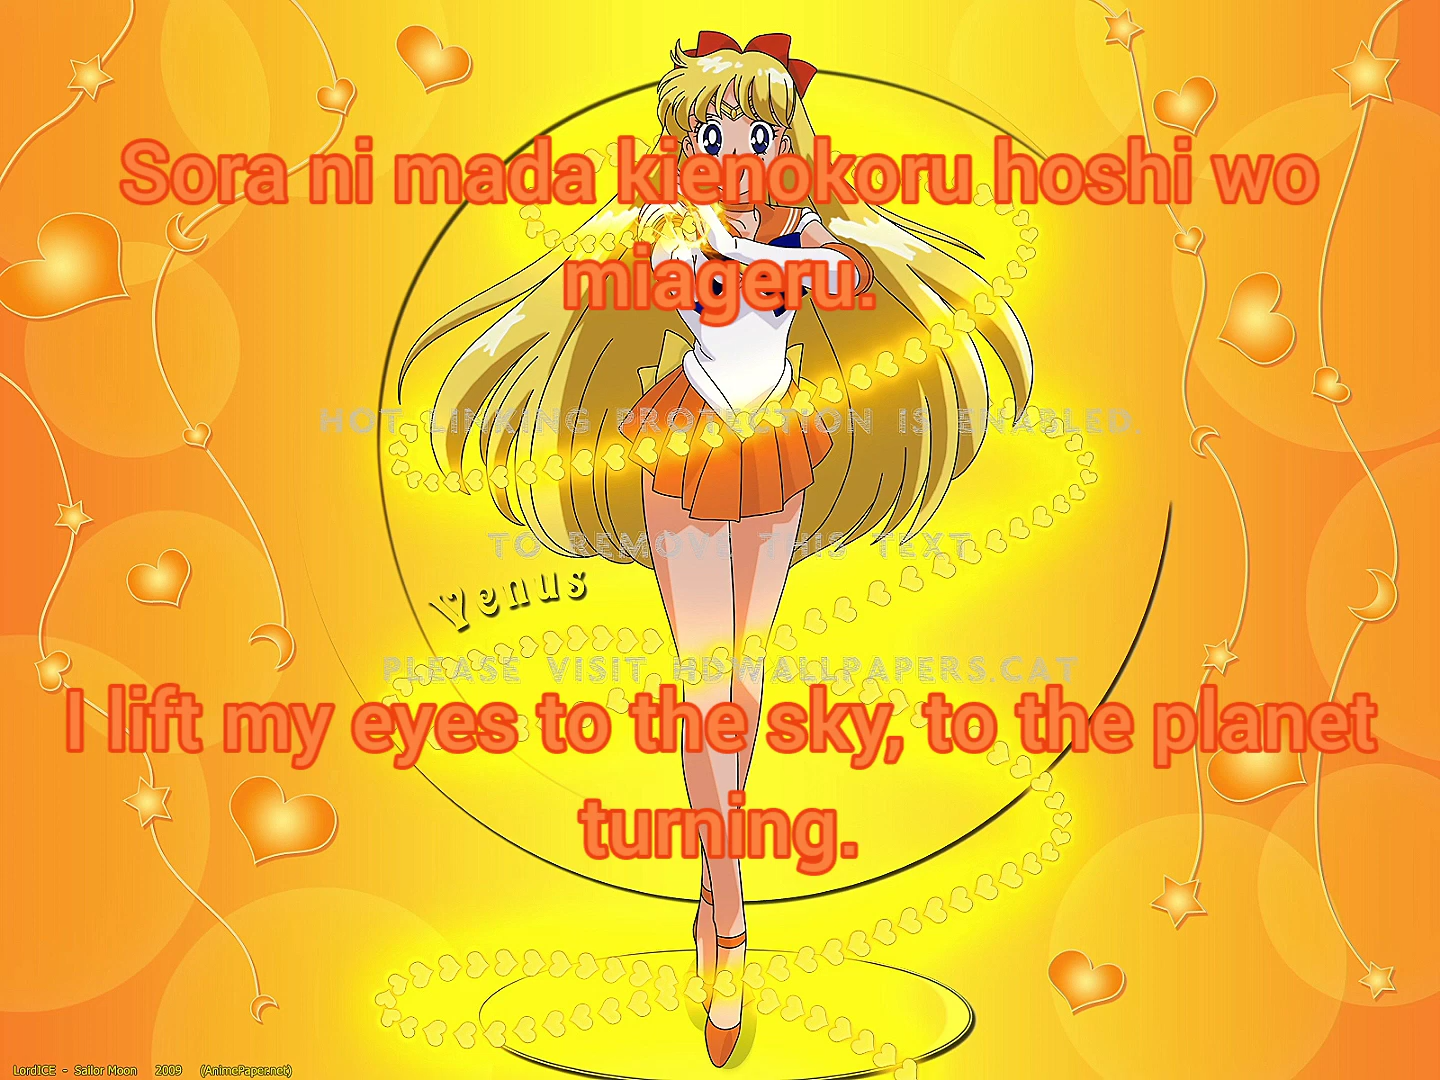 Sora ni mada kienokoru hoshi wo
miageru.
HOT LINKING PROTECTION IS ENABLED.
TO REMOVE THIS TEXT
Venus
PLEASE VISIT HDWALLPAPERS.CAT
I lift my eyes to the sky, to the planet
turning.
LordICE - Sailor Moon 2009 (AnimePaper.net)